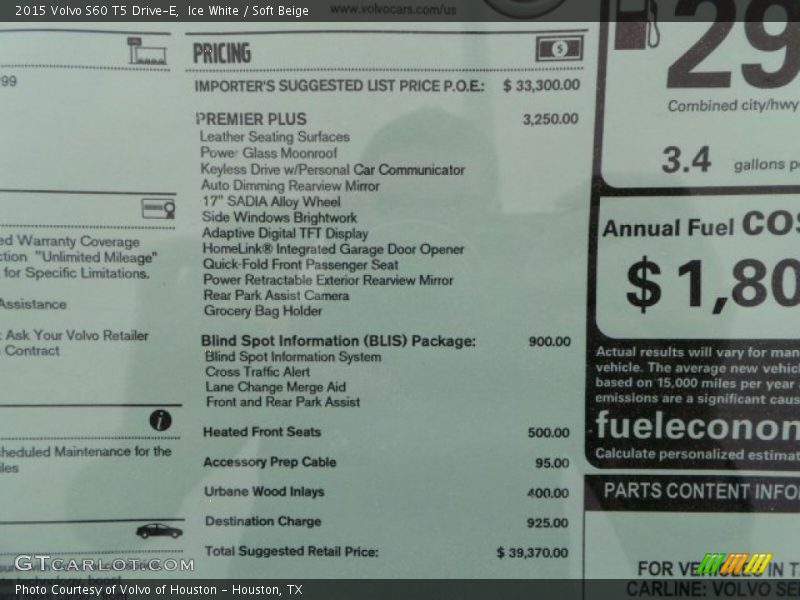 2015 Volvo S60 T5 Drive-E,  Ice White / Soft Beige
www.volvocars.com/us
99
ed Warranty Coverage
ction "Unlimited Mileage"
for Specific Limitations.
Assistance
: Ask Your Volvo Retailer
Contract
i
cheduled Maintenance for the
iles
PRICING
$
IMPORTER'S SUGGESTED LIST PRICE P.O.E.: $ 33,300.00
PREMIER PLUS 3,250.00
Leather Seating Surfaces
Power Glass Moonroof
Keyless Drive w/Personal Car Communicator
Auto Dimming Rearview Mirror
17" SADIA Alloy Wheel
Side Windows Brightwork
Adaptive Digital TFT Display
HomeLink® Integrated Garage Door Opener
Quick-Fold Front Passenger Seat
Power Retractable Exterior Rearview Mirror
Rear Park Assist Camera
Grocery Bag Holder
Blind Spot Information (BLIS) Package: 900.00
Blind Spot Information System
Cross Traffic Alert
Lane Change Merge Aid
Front and Rear Park Assist
Heated Front Seats 500.00
Accessory Prep Cable 95.00
Urbane Wood Inlays 400.00
Destination Charge 925.00
Total Suggested Retail Price: $ 39,370.00
29
Combined city/hwy
3.4 gallons pe
Annual Fuel COS
$1,80
Actual results will vary for man
vehicle. The average new vehicl
based on 15,000 miles per year
emissions are a significant caus
fueleconom
Calculate personalized estimat
PARTS CONTENT INFO
FOR VEHICLES IN T
CARLINE: VOLVO SE
GTCARLOT.COM
Photo Courtesy of Volvo of Houston - Houston, TX